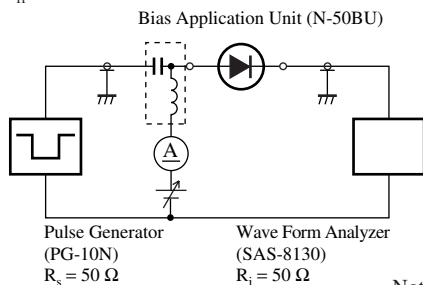 Bias Application Unit (N-50BU)
A
Pulse Generator
(PG-10N)
Rs = 50 Ω
Wave Form Analyzer
(SAS-8130)
Ri = 50 Ω